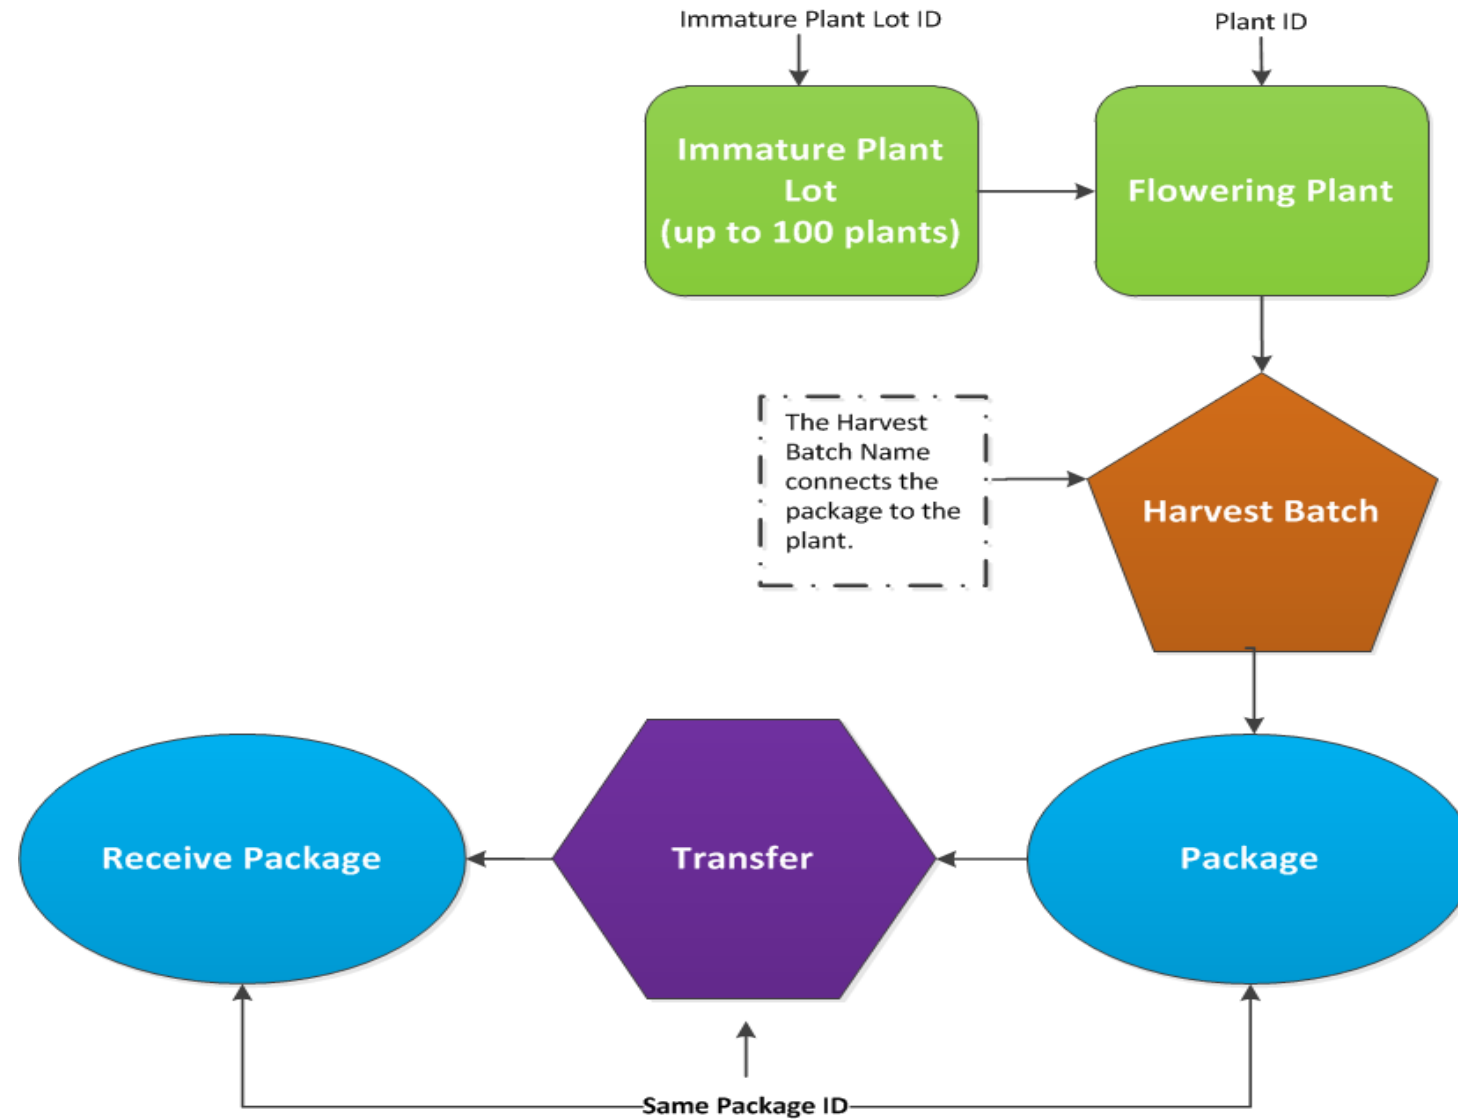 Immature Plant Lot ID
Plant ID
Immature Plant
Lot
(up to 100 plants)
Flowering Plant
The Harvest
Batch Name
connects the
package to the
plant.
Harvest Batch
Receive Package
Transfer
Package
Same Package ID